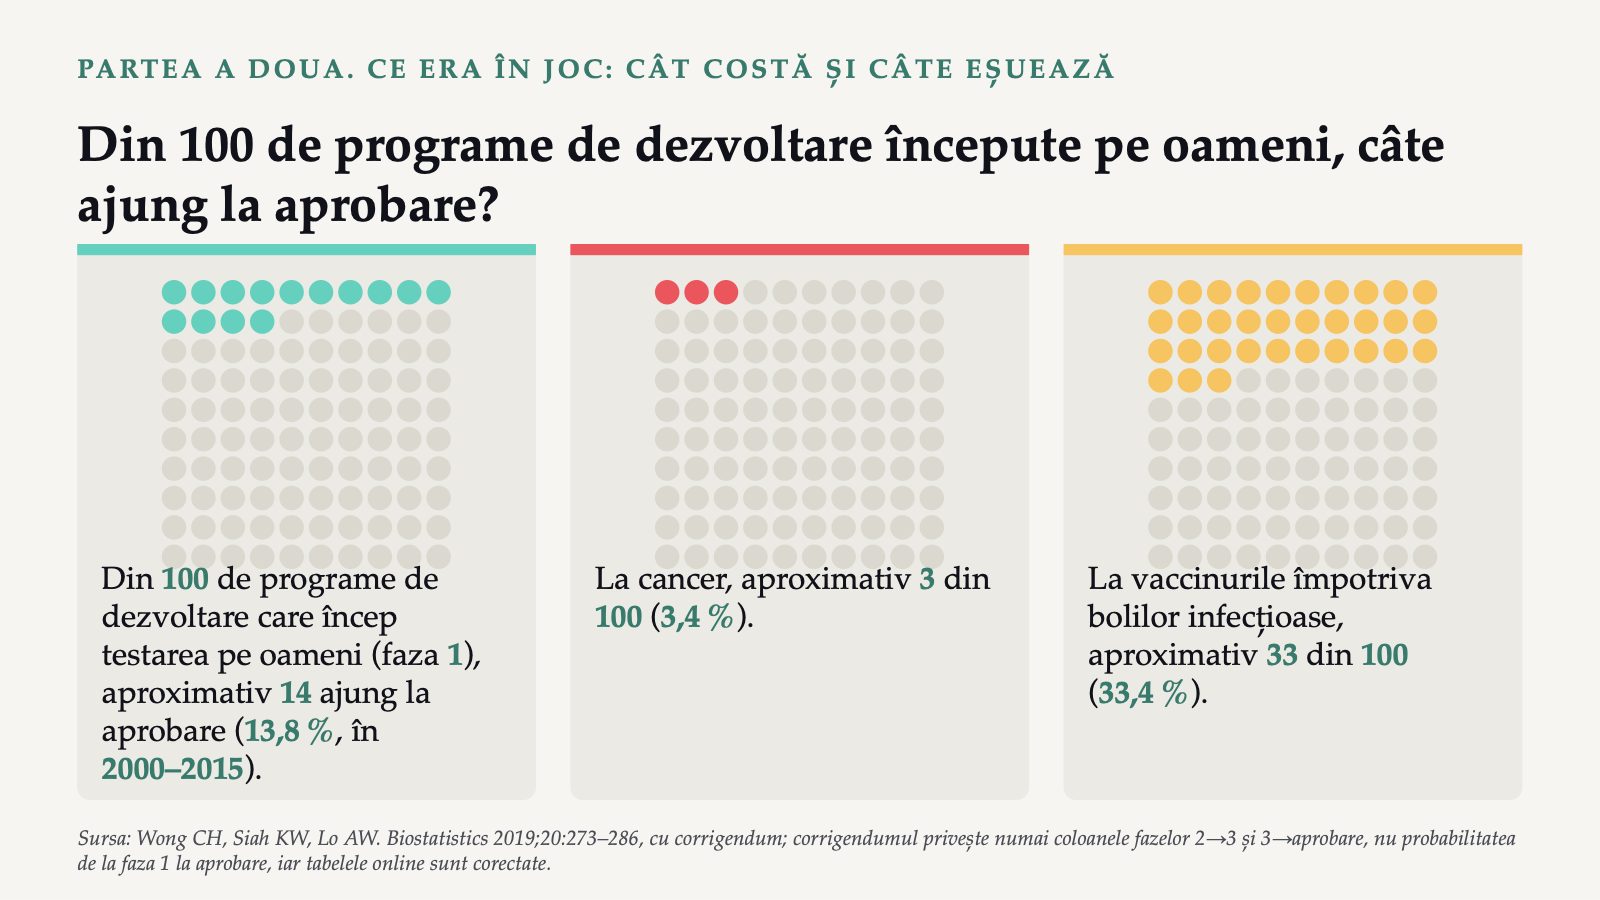 PARTEA A DOUA. CE ERA ÎN JOC: CÂT COSTĂ ȘI CÂTE EȘUEAZĂ
Din 100 de programe de dezvoltare începute pe oameni, câte
ajung la aprobare?
Din 100 de programe de
dezvoltare care încep
testarea pe oameni (faza 1),
aproximativ 14 ajung la
aprobare (13,8 %, în
2000–2015).
La cancer, aproximativ 3 din
100 (3,4 %).
La vaccinurile împotriva
bolilor infecțioase,
aproximativ 33 din 100
(33,4 %).
Sursa: Wong CH, Siah KW, Lo AW. Biostatistics 2019;20:273–286, cu corrigendum; corrigendumul privește numai coloanele fazelor 2→3 și 3→aprobare, nu probabilitatea
de la faza 1 la aprobare, iar tabelele online sunt corectate.